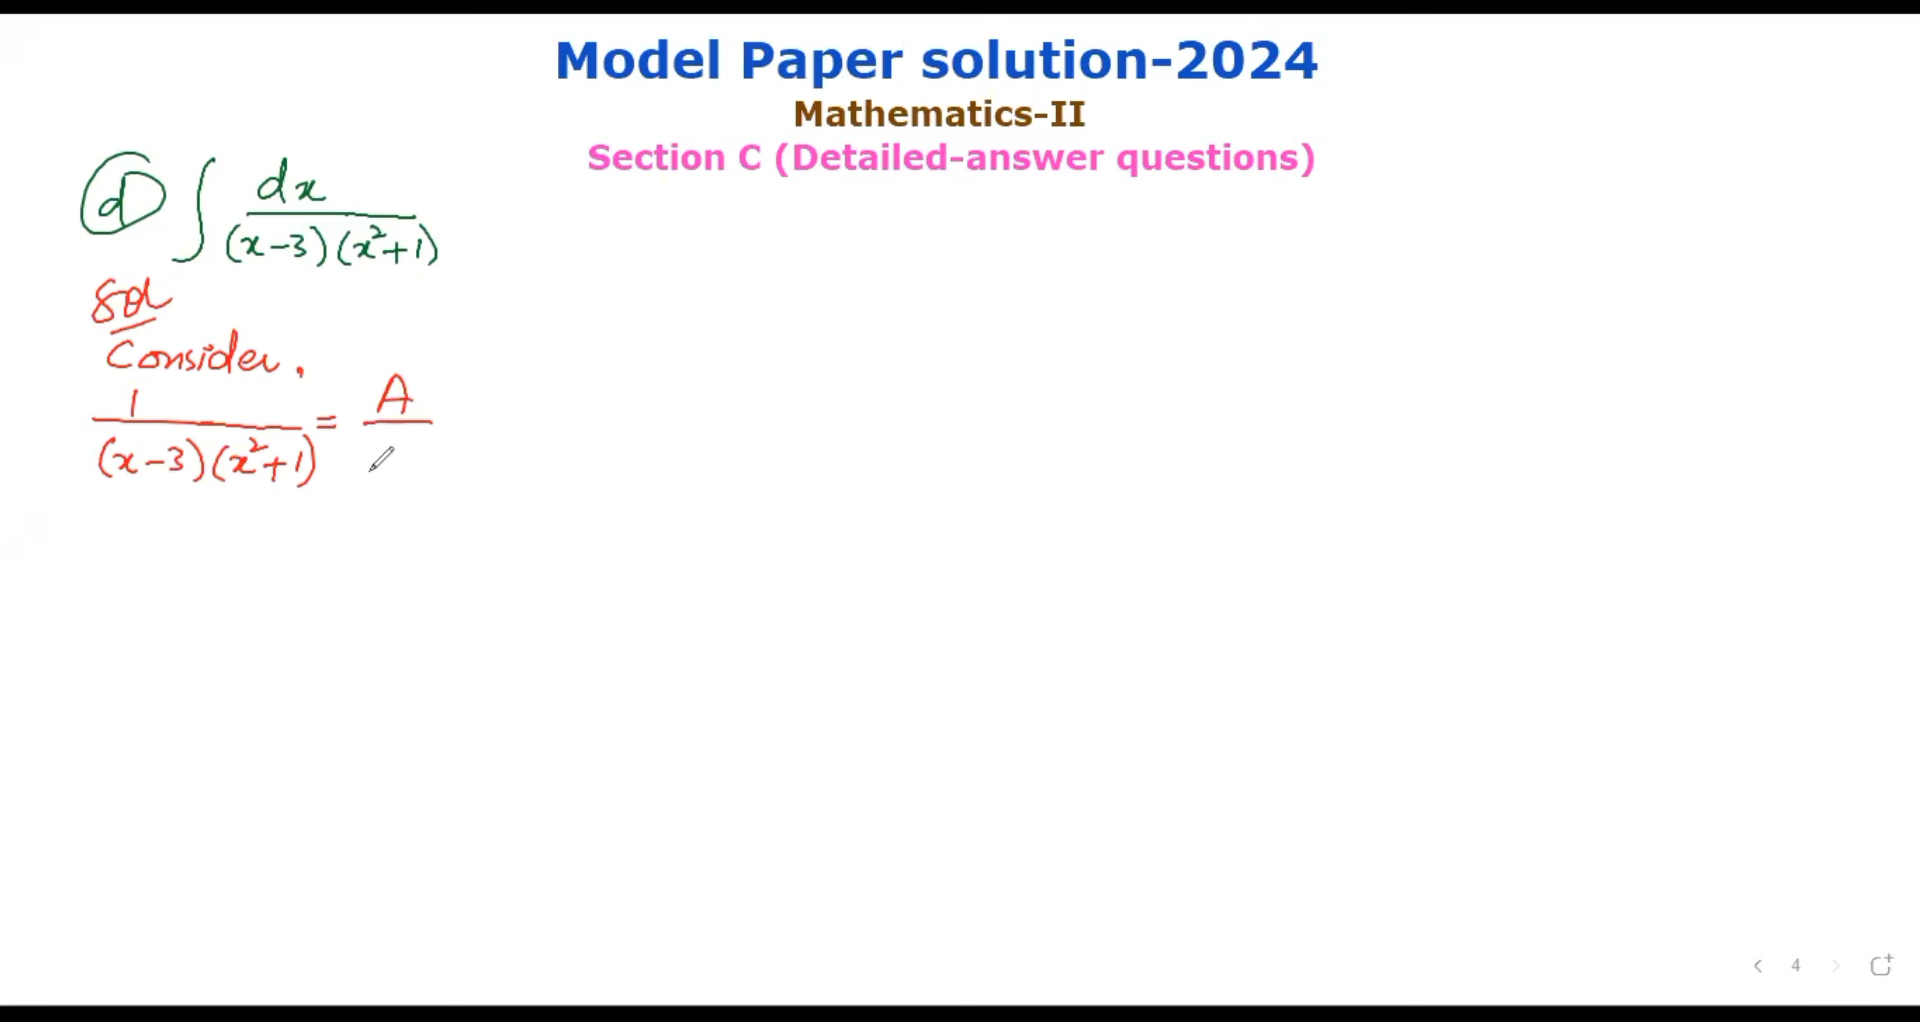 Model Paper solution-2024
Mathematics-II
Section C (Detailed-answer questions)
d ∫ dx / (x-3)(x²+1)
Sol
Consider,
1 / (x-3)(x²+1) = A /
4